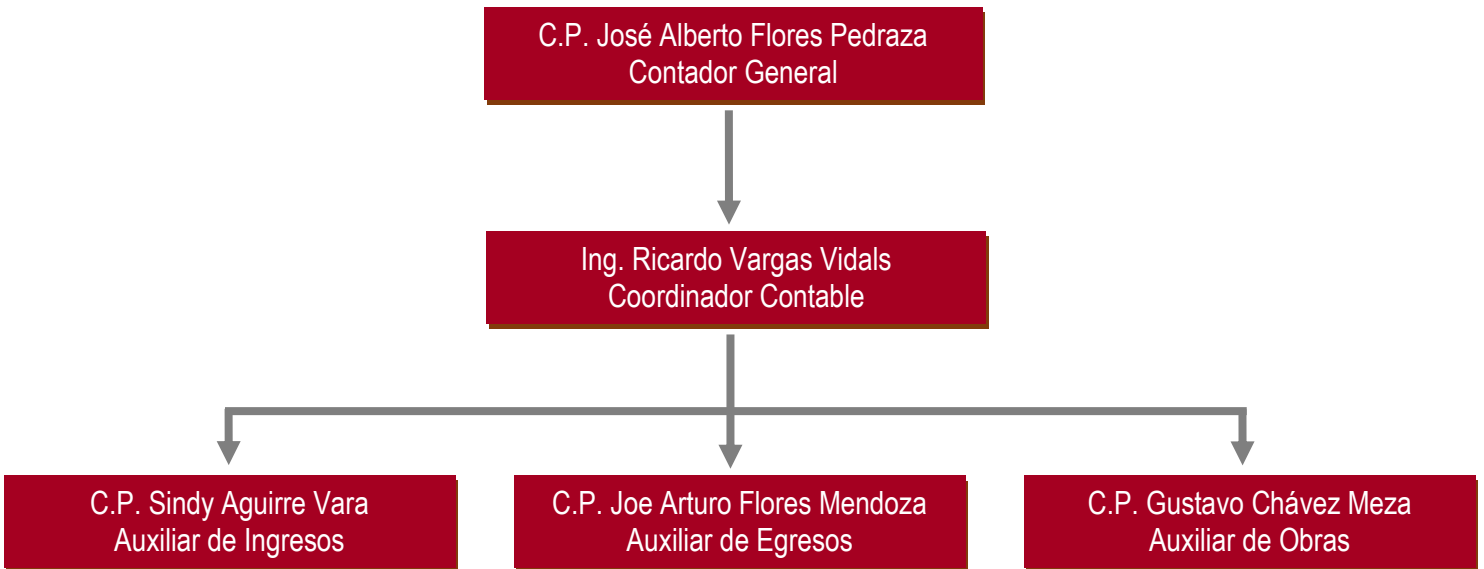 C.P. José Alberto Flores Pedraza
Contador General
Ing. Ricardo Vargas Vidals
Coordinador Contable
C.P. Sindy Aguirre Vara
Auxiliar de Ingresos
C.P. Joe Arturo Flores Mendoza
Auxiliar de Egresos
C.P. Gustavo Chávez Meza
Auxiliar de Obras